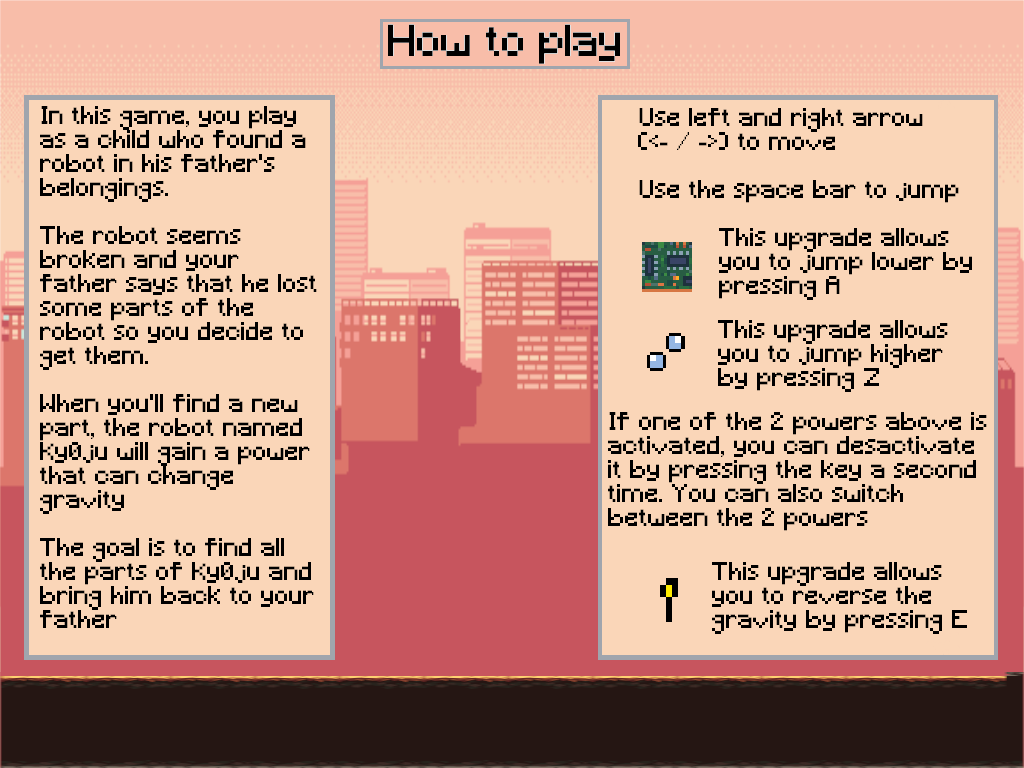 How to play
In this game, you play
as a child who found a
robot in his father's
belongings.
The robot seems
broken and your
father says that he lost
some parts of the
robot so you decide to
get them.
When you'll find a new
part, the robot named
Ky0.ju will gain a power
that can change
gravity
The goal is to find all
the parts of Ky0.ju and
bring him back to your
father
Use left and right arrow
(<- / ->) to move
Use the space bar to jump
This upgrade allows
you to jump lower by
pressing A
This upgrade allows
you to jump higher
by pressing Z
If one of the 2 powers above is
activated, you can desactivate
it by pressing the key a second
time. You can also switch
between the 2 powers
This upgrade allows
you to reverse the
gravity by pressing E